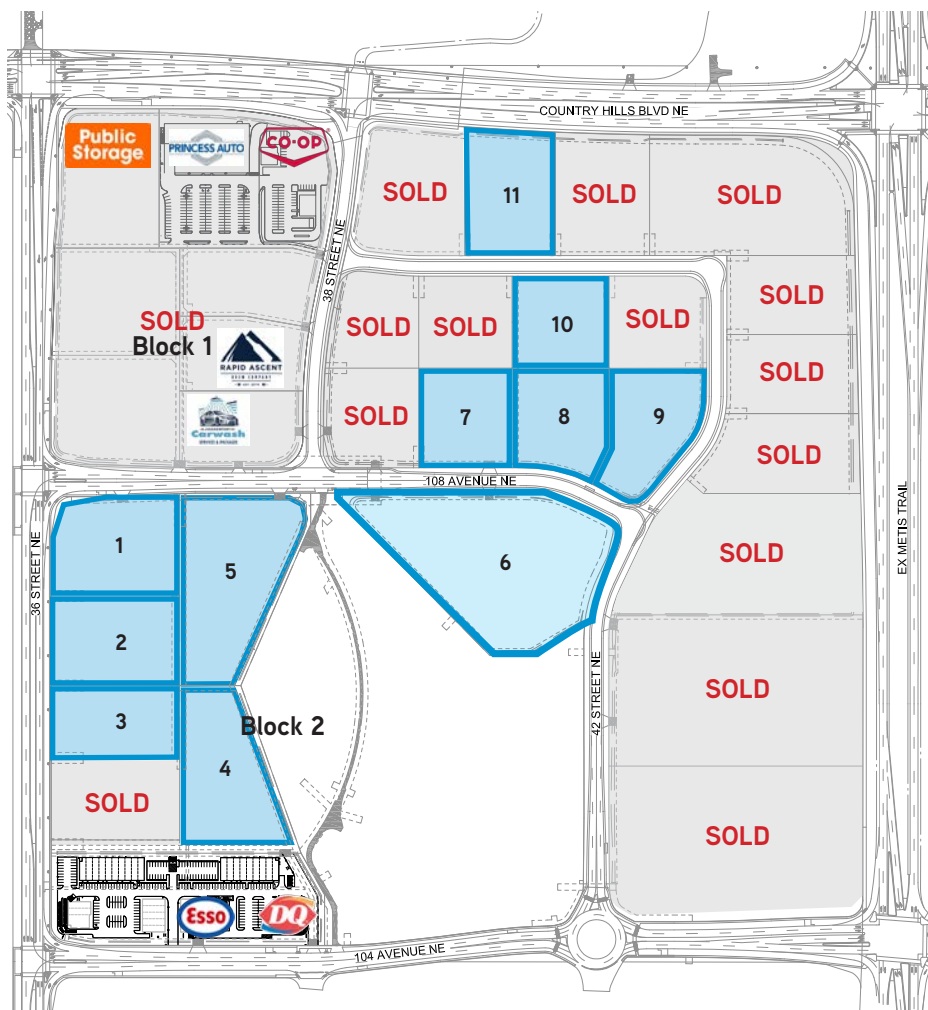 COUNTRY HILLS BLVD NE
Public
Storage
PRINCESS AUTO
CO-OP
SOLD
11
SOLD
SOLD
38 STREET NE
SOLD
SOLD
SOLD
10
SOLD
SOLD
Block 1
RAPID ASCENT
SOLD
SOLD
7
8
9
Carwash
SOLD
108 AVENUE NE
EX METIS TRAIL
36 STREET NE
1
5
6
SOLD
2
42 STREET NE
3
Block 2
SOLD
4
SOLD
SOLD
Esso
DQ
104 AVENUE NE